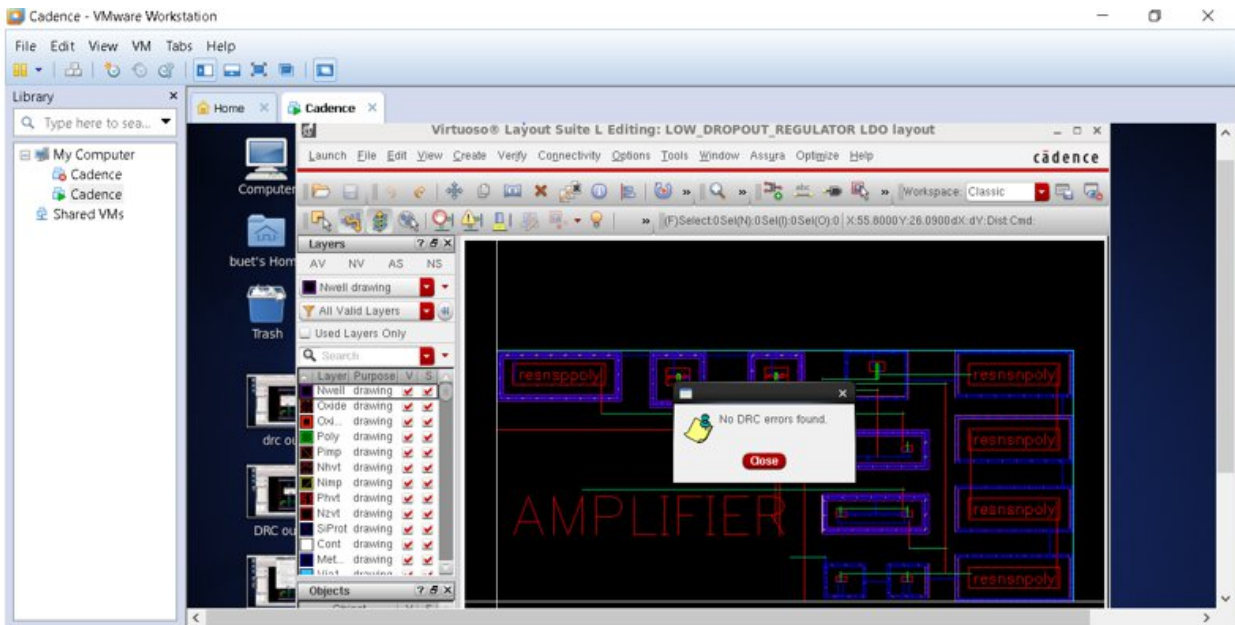 Cadence - VMware Workstation
File Edit View VM Tabs Help
Library
Type here to sea...
My Computer
Cadence
Cadence
Shared VMs
Home
Cadence
Computer
buet's Hom
Trash
drc ou
DRC ou
Virtuoso® Layout Suite L Editing: LOW_DROPOUT_REGULATOR LDO layout
Launch File Edit View Create Verify Connectivity Options Tools Window Assura Optimize Help
cādence
Workspace: Classic
(F)Select:0 Sel(N):0 Sel(I):0 Sel(O):0 X:55.8000 Y:26.0900 dX: dY: Dist: Cmd:
Layers
AV NV AS NS
Nwell drawing
All Valid Layers
Used Layers Only
Search
Layer Purpose V S
Nwell drawing
Oxide drawing
Oxi... drawing
Poly drawing
Pimp drawing
Nhvt drawing
Nimp drawing
Phvt drawing
Nzvt drawing
SiProt drawing
Cont drawing
Met... drawing
Via1 drawing
Objects
resnsppoly
resnsnpoly
resnsnpoly
resnsnpoly
resnsnpoly
AMPLIFIER
No DRC errors found.
Close